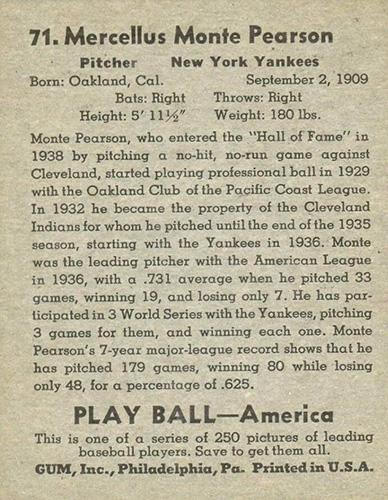 71. Mercellus Monte Pearson
Pitcher New York Yankees
Born: Oakland, Cal. September 2, 1909
Bats: Right Throws: Right
Height: 5' 11½" Weight: 180 lbs.
Monte Pearson, who entered the "Hall of Fame" in
1938 by pitching a no-hit, no-run game against
Cleveland, started playing professional ball in 1929
with the Oakland Club of the Pacific Coast League.
In 1932 he became the property of the Cleveland
Indians for whom he pitched until the end of the 1935
season, starting with the Yankees in 1936. Monte
was the leading pitcher with the American League
in 1936, with a .731 average when he pitched 33
games, winning 19, and losing only 7. He has par-
ticipated in 3 World Series with the Yankees, pitching
3 games for them, and winning each one. Monte
Pearson's 7-year major-league record shows that he
has pitched 179 games, winning 80 while losing
only 48, for a percentage of .625.
PLAY BALL—America
This is one of a series of 250 pictures of leading
baseball players. Save to get them all.
GUM, Inc., Philadelphia, Pa. Printed in U.S.A.